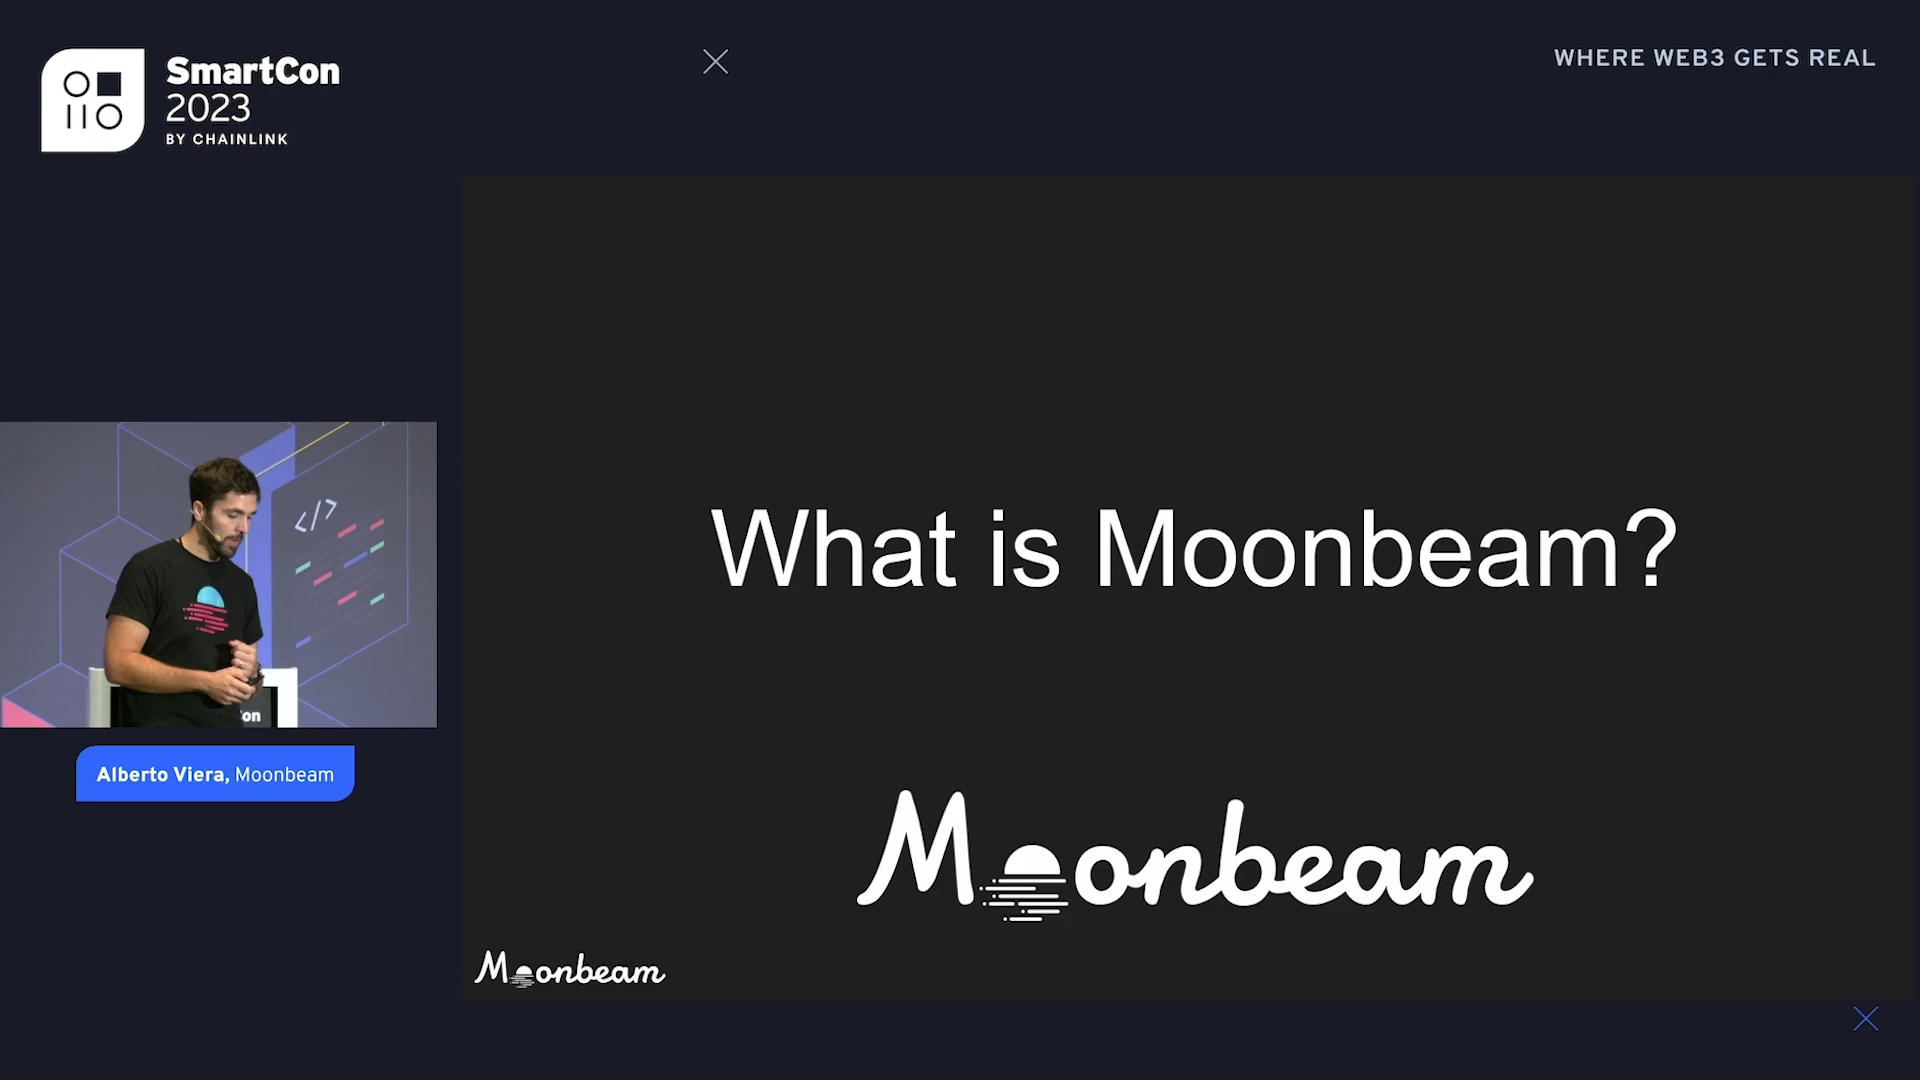 SmartCon
2023
BY CHAINLINK
WHERE WEB3 GETS REAL
What is Moonbeam?
</>
on
Alberto Viera, Moonbeam
Moonbeam
Moonbeam